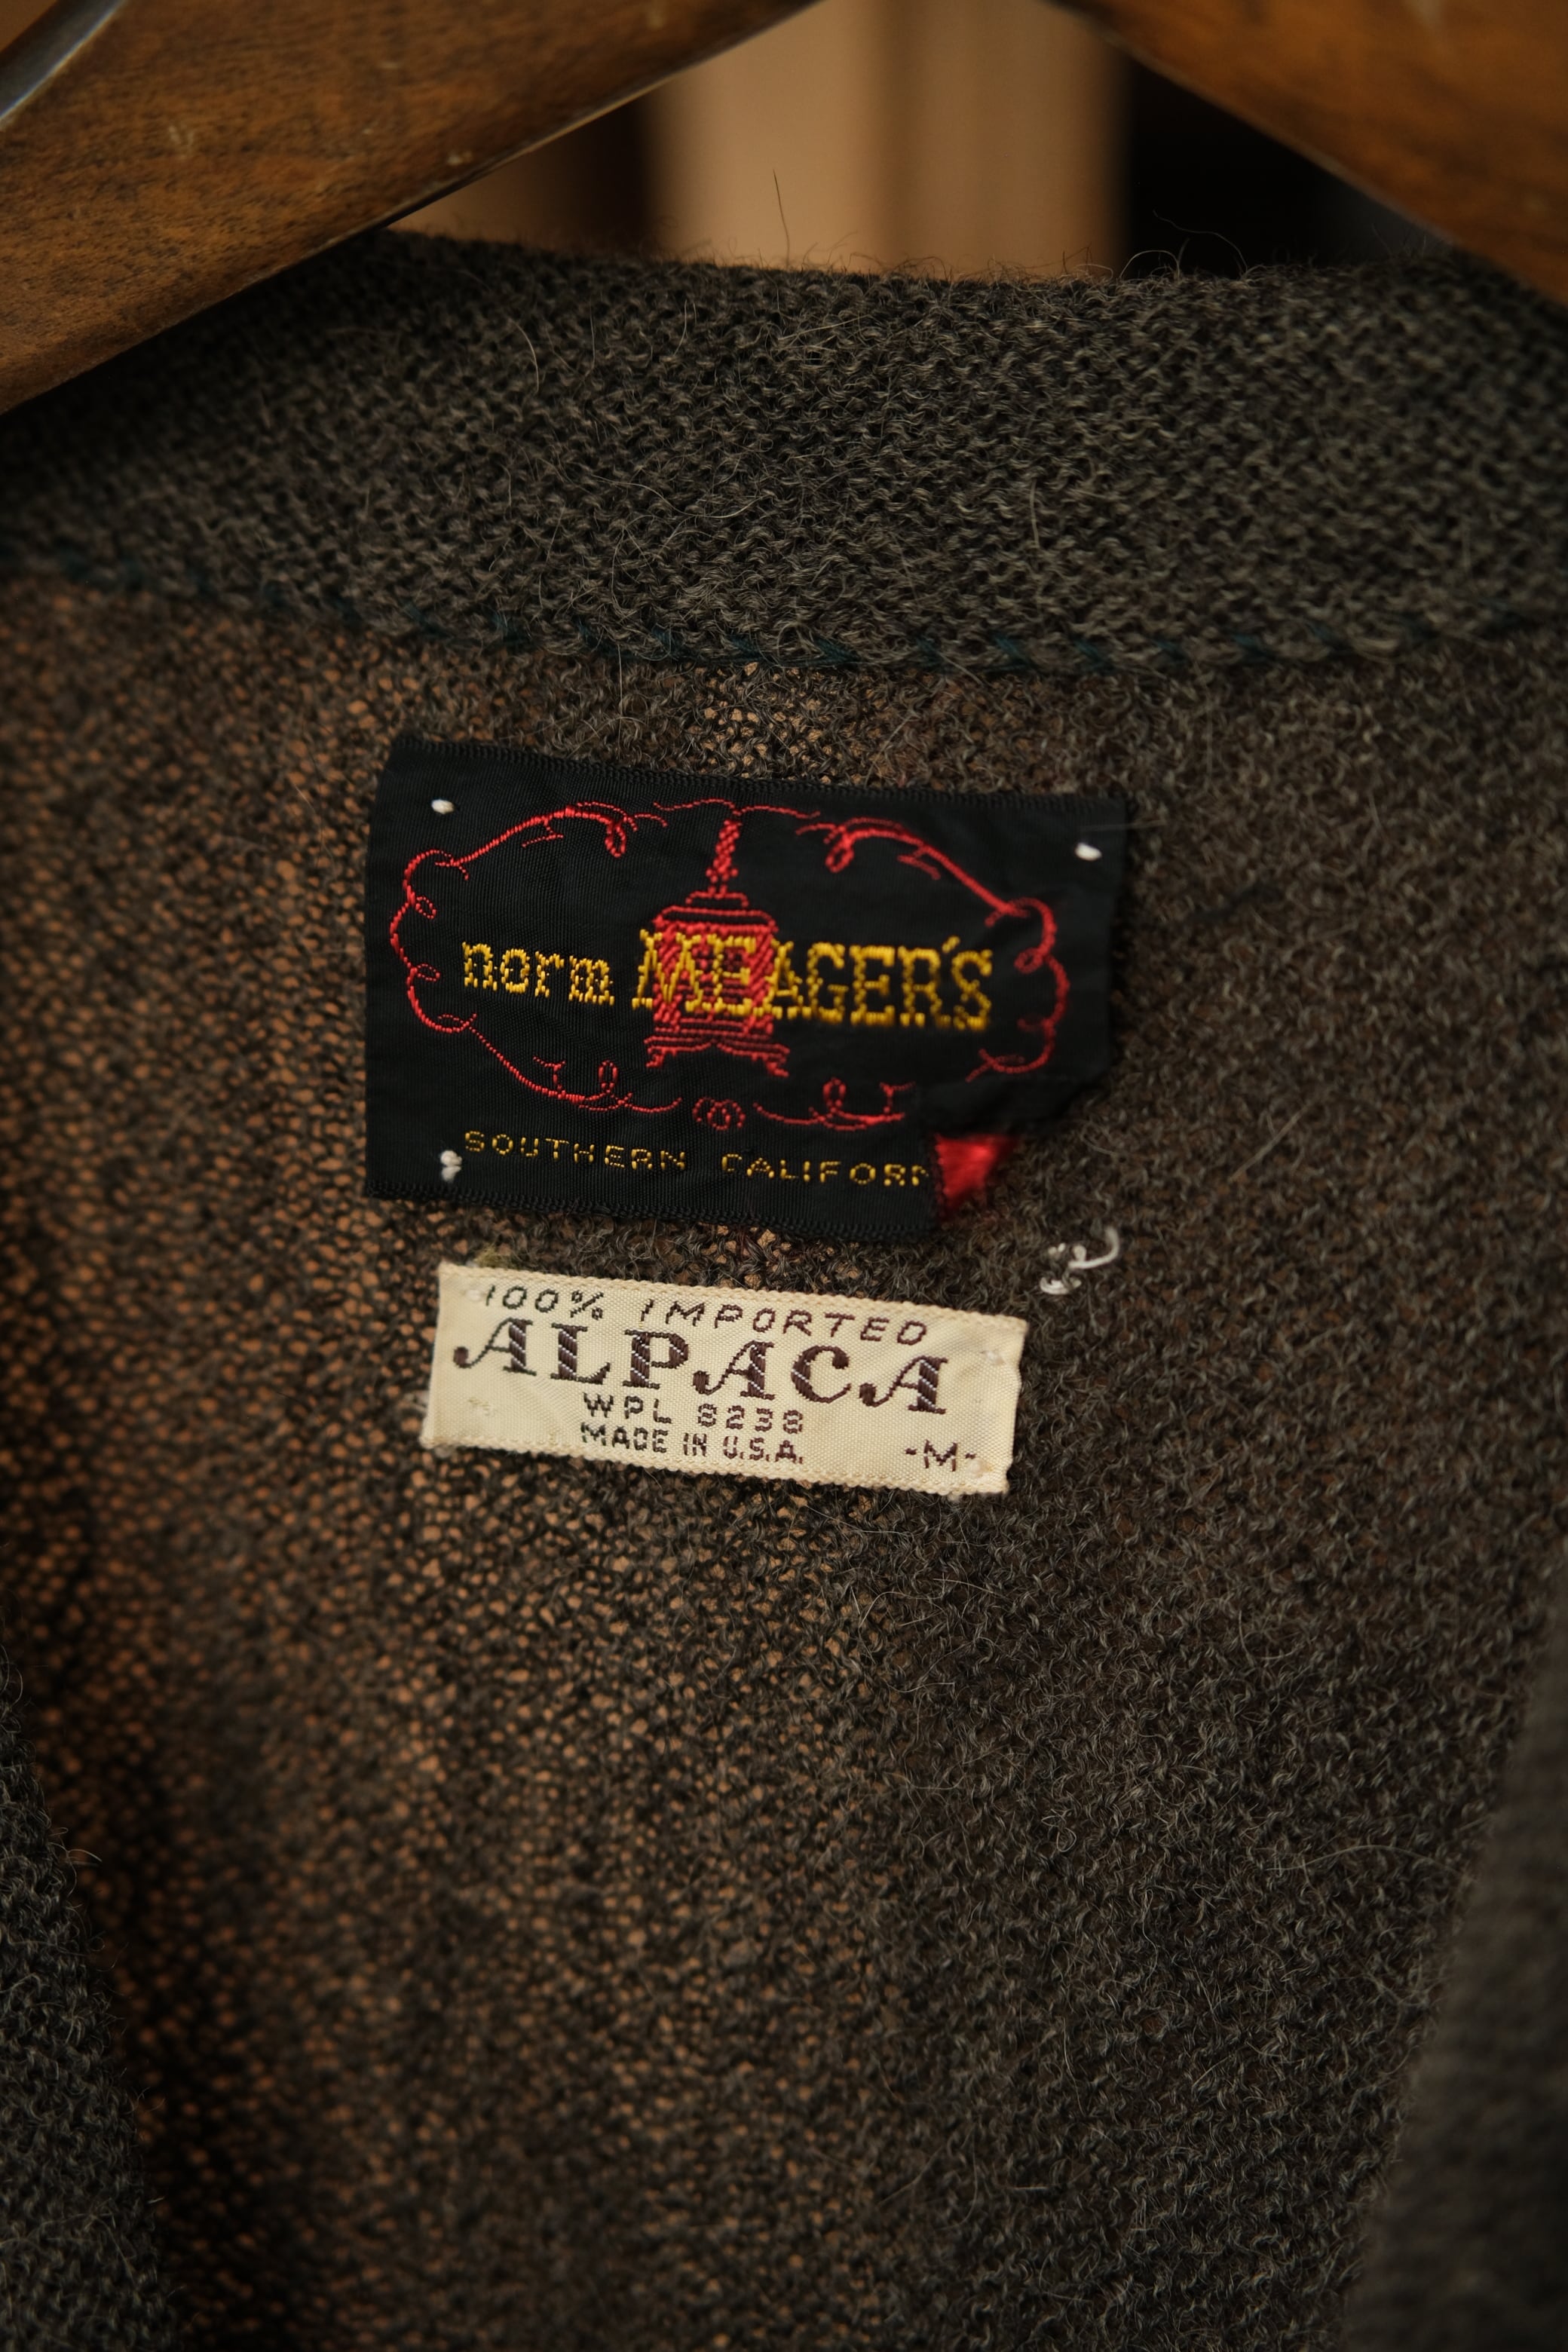 norm MEAGER'S
SOUTHERN CALIFORN
100% IMPORTED
ALPACA
WPL 8238
MADE IN U.S.A.
-M-